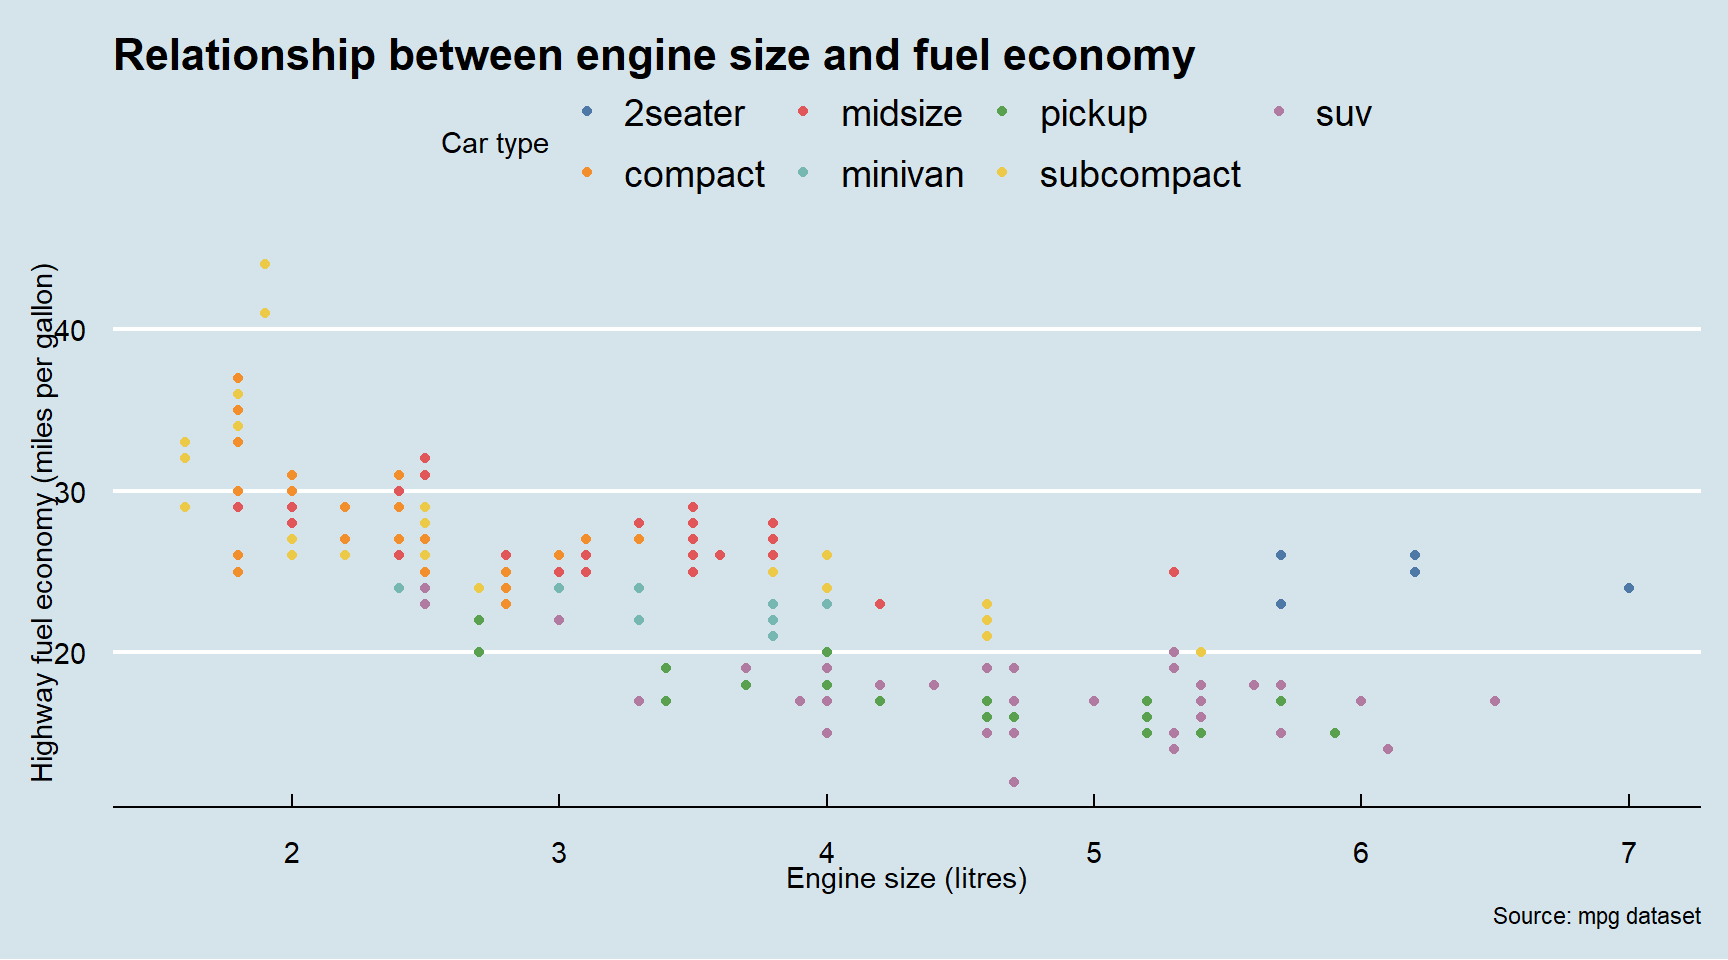 Relationship between engine size and fuel economy
Car type
2seater midsize pickup suv
compact minivan subcompact
Highway fuel economy (miles per gallon)
40
30
20
2 3 4 5 6 7
Engine size (litres)
Source: mpg dataset